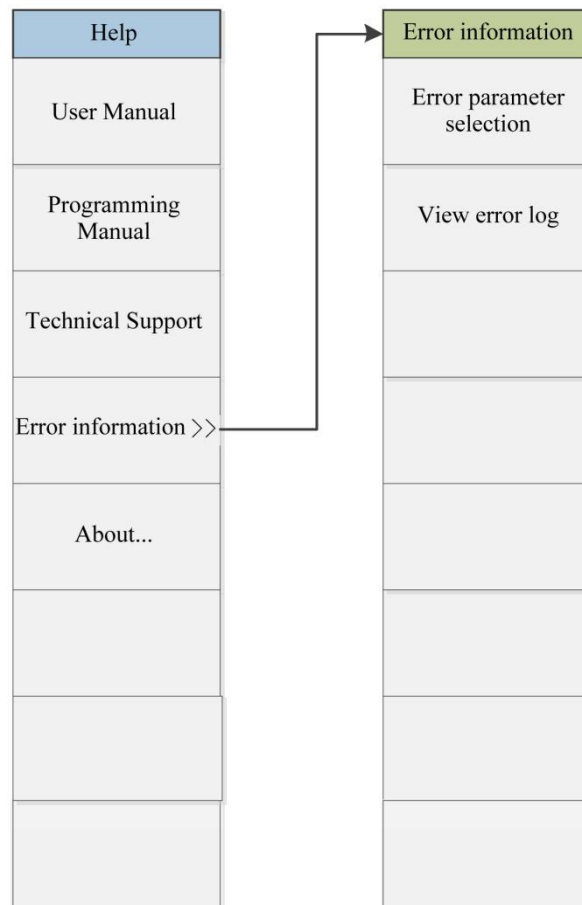 Help
User Manual
Programming
Manual
Technical Support
Error information >>
About...
Error information
Error parameter
selection
View error log